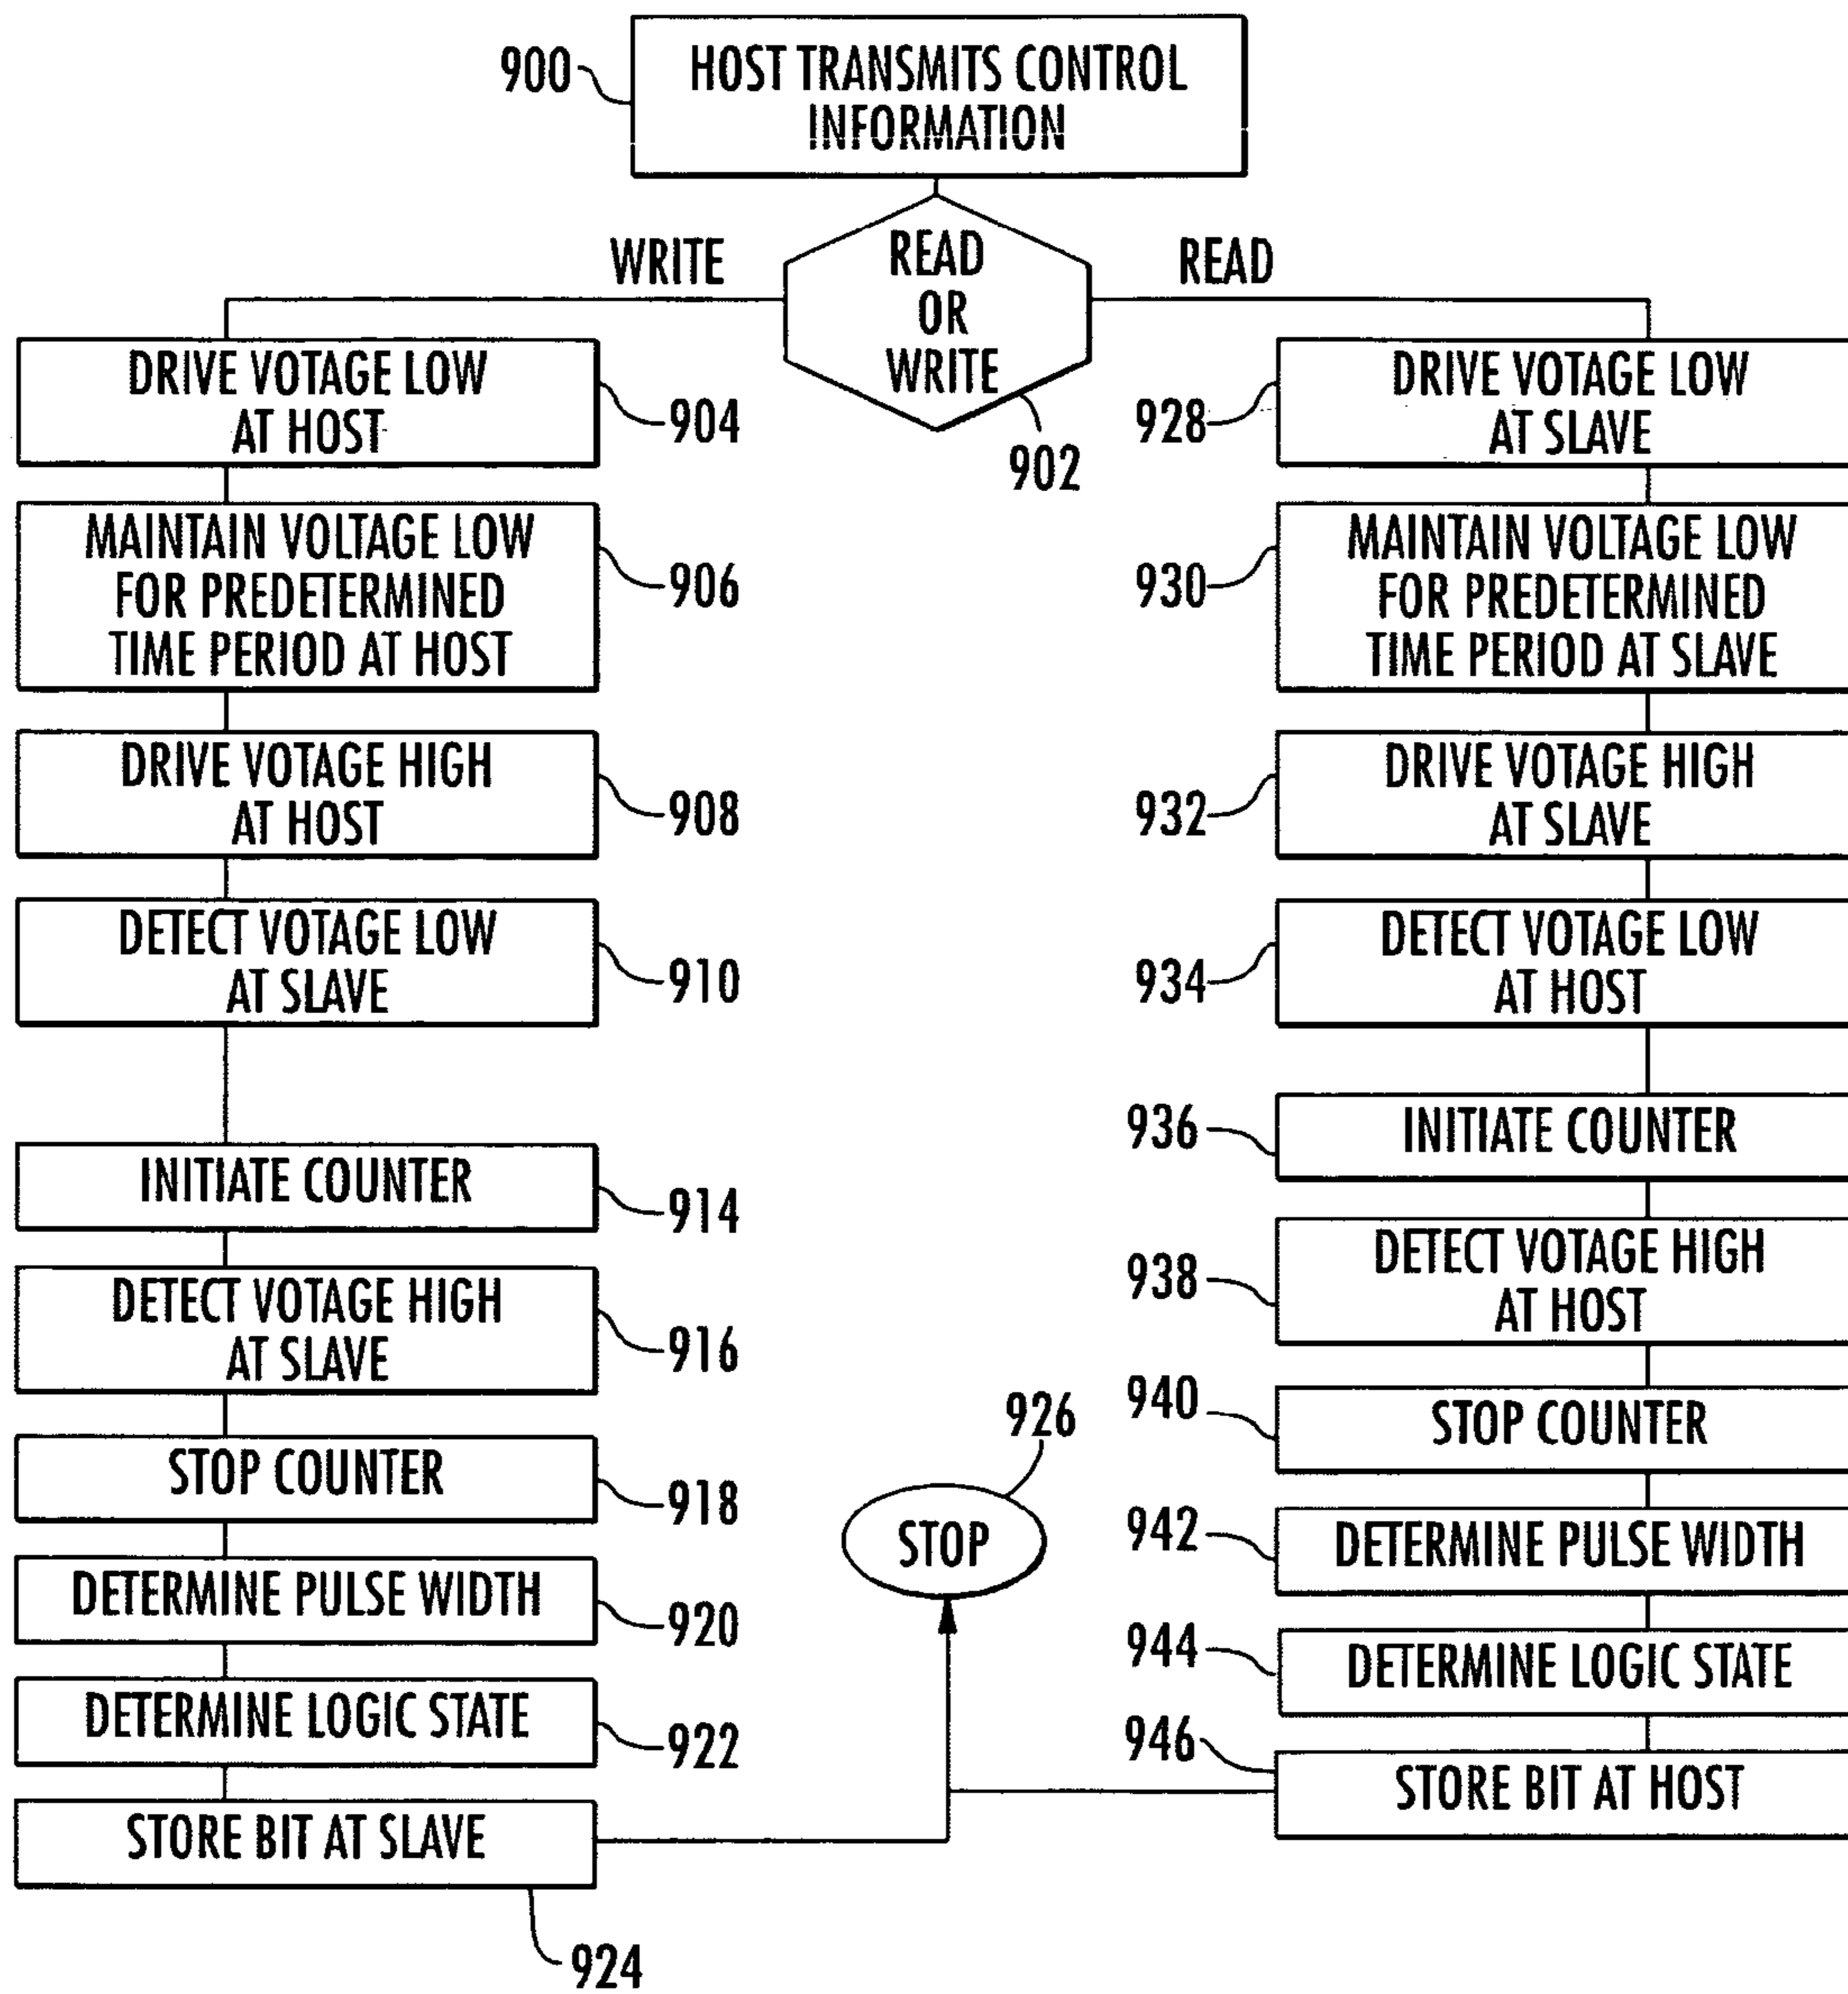 900
HOST TRANSMITS CONTROL
INFORMATION
READ
OR
WRITE
902
WRITE
DRIVE VOTAGE LOW
AT HOST
904
MAINTAIN VOLTAGE LOW
FOR PREDETERMINED
TIME PERIOD AT HOST
906
DRIVE VOTAGE HIGH
AT HOST
908
DETECT VOTAGE LOW
AT SLAVE
910
INITIATE COUNTER
914
DETECT VOTAGE HIGH
AT SLAVE
916
STOP COUNTER
918
DETERMINE PULSE WIDTH
920
DETERMINE LOGIC STATE
922
STORE BIT AT SLAVE
924
READ
928
DRIVE VOTAGE LOW
AT SLAVE
930
MAINTAIN VOLTAGE LOW
FOR PREDETERMINED
TIME PERIOD AT SLAVE
932
DRIVE VOTAGE HIGH
AT SLAVE
934
DETECT VOTAGE LOW
AT HOST
936
INITIATE COUNTER
938
DETECT VOTAGE HIGH
AT HOST
940
STOP COUNTER
942
DETERMINE PULSE WIDTH
944
DETERMINE LOGIC STATE
946
STORE BIT AT HOST
926
STOP